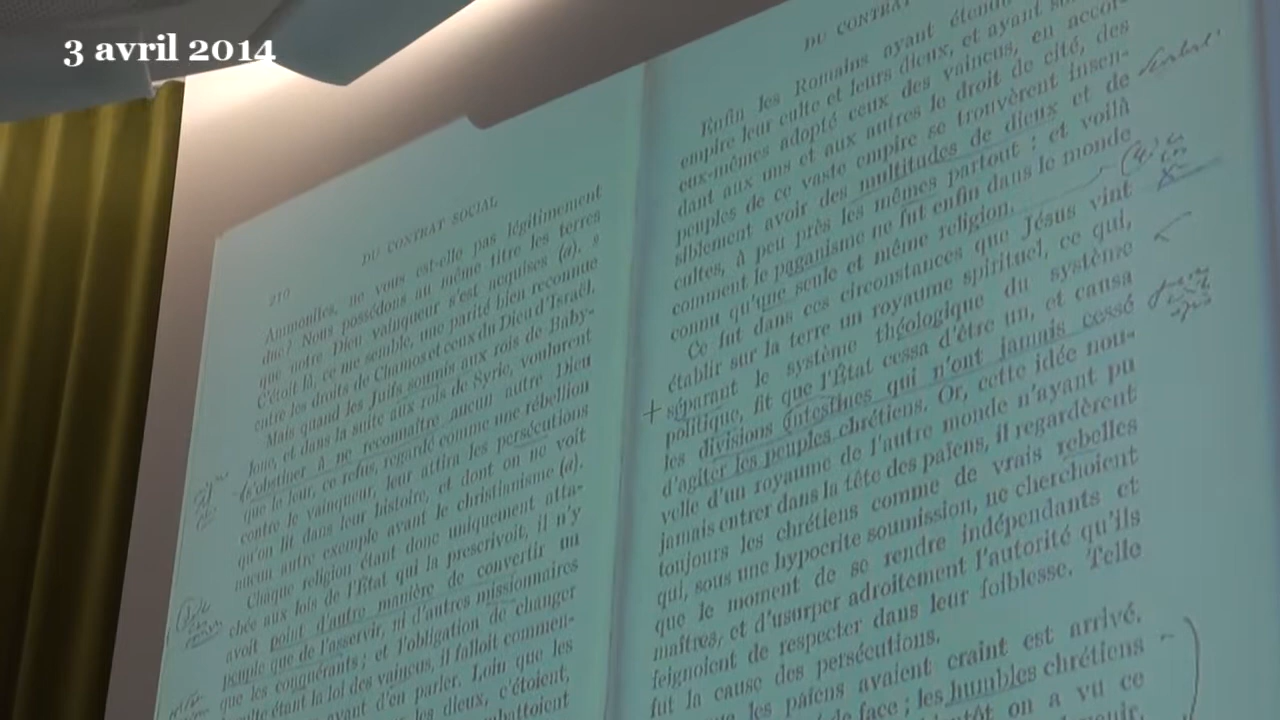 3 avril 2014
210
DU CONTRAT SOCIAL
Ammonites, ne vous est-elle pas légitimement
due? Nous possédons au même titre les terres
que notre Dieu vainqueur s'est acquises (a). »
C'étoit là, ce me semble, une parité bien reconnue
entre les droits de Chamos et ceux du Dieu d'Israël.
Mais quand les Juifs soumis aux rois de Baby-
lone, et dans la suite aux rois de Syrie, voulurent
s'obstiner à ne reconnaître aucun autre Dieu
que le leur, ce refus, regardé comme une rébellion
contre le vainqueur, leur attira les persécutions
qu'on lit dans leur histoire, et dont on ne voit
aucun autre exemple avant le christianisme (a).
Chaque religion étant donc uniquement atta-
chée aux lois de l'État qui la prescrivoit, il n'y
avoit point d'autre manière de convertir un
peuple que de l'asservir, ni d'autres missionnaires
que les conquérants ; et l'obligation de changer
culte étant la loi des vaincus, il falloit commen-
avant d'en parler. Loin que les
les dieux, c'étoient,
combattoient
DU CONTRAT
Enfin les Romains ayant étendu
empire leur culte et leurs dieux, et ayant
eux-mêmes adopté ceux des vaincus, en accor-
dant aux uns et aux autres le droit de cité, des
peuples de ce vaste empire se trouvèrent insen-
siblement avoir des multitudes de dieux et de
cultes, à peu près les mêmes partout : et voilà
comment le paganisme ne fut enfin dans le monde
connu qu'une seule et même religion.
Ce fut dans ces circonstances que Jésus vint
établir sur la terre un royaume spirituel, ce qui,
séparant le système théologique du système
politique, fit que l'État cessa d'être un, et causa
les divisions intestines qui n'ont jamais cessé
d'agiter les peuples chrétiens. Or, cette idée nou-
velle d'un royaume de l'autre monde n'ayant pu
jamais entrer dans la tête des païens, ils regardèrent
toujours les chrétiens comme de vrais rebelles
qui, sous une hypocrite soumission, ne cherchoient
que le moment de se rendre indépendants et
maîtres, et d'usurper adroitement l'autorité qu'ils
feignoient de respecter dans leur foiblesse. Telle
fut la cause des persécutions.
que les païens avaient craint est arrivé.
de face ; les humbles chrétiens
on a vu ce